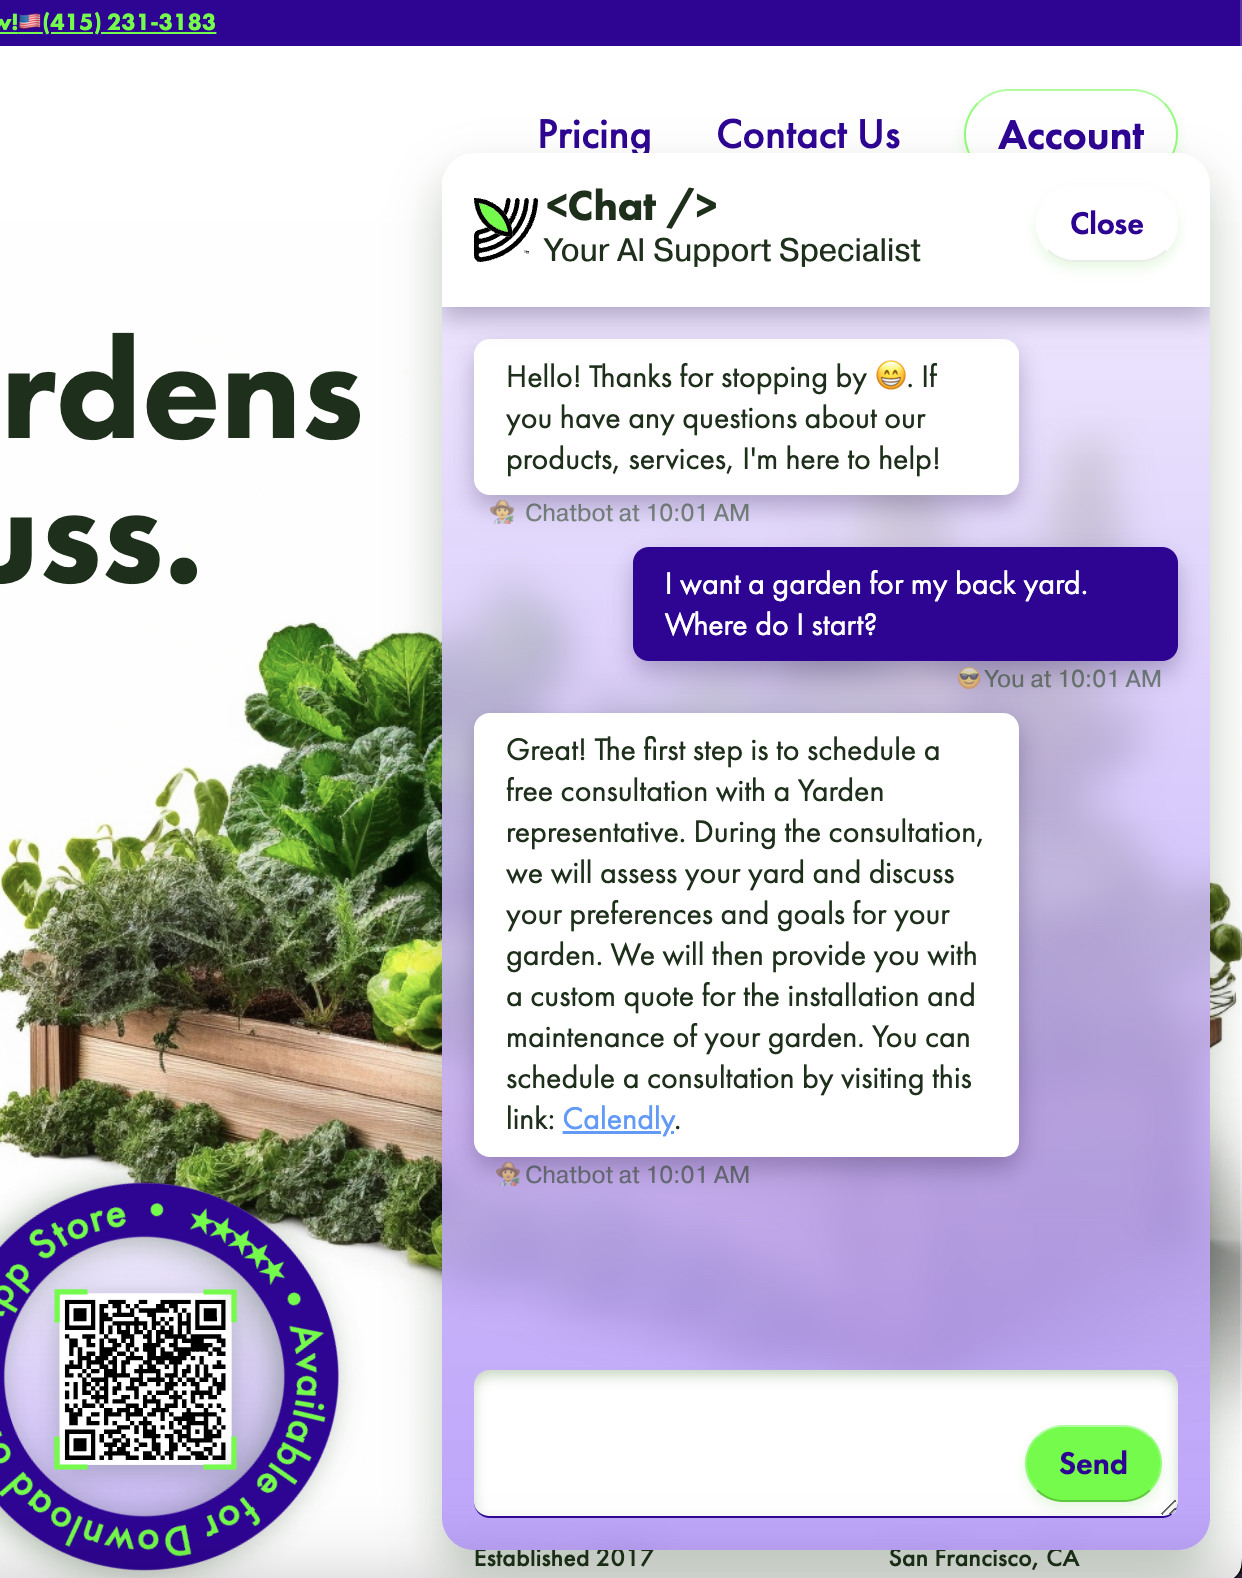 w!🇺🇸(415) 231-3183
Pricing
Contact Us
Account
<Chat />
Your AI Support Specialist
Close
rdens
uss.
Hello! Thanks for stopping by 😁. If
you have any questions about our
products, services, I'm here to help!
Chatbot at 10:01 AM
I want a garden for my back yard.
Where do I start?
😎You at 10:01 AM
Great! The first step is to schedule a
free consultation with a Yarden
representative. During the consultation,
we will assess your yard and discuss
your preferences and goals for your
garden. We will then provide you with
a custom quote for the installation and
maintenance of your garden. You can
schedule a consultation by visiting this
link: Calendly.
Chatbot at 10:01 AM
pp Store • ★★★★★ • Available for Download o
Send
Established 2017
San Francisco, CA